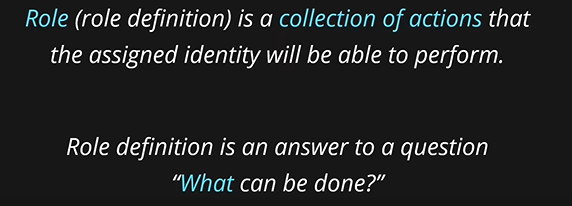 Role (role definition) is a collection of actions that
the assigned identity will be able to perform.
Role definition is an answer to a question
“What can be done?”